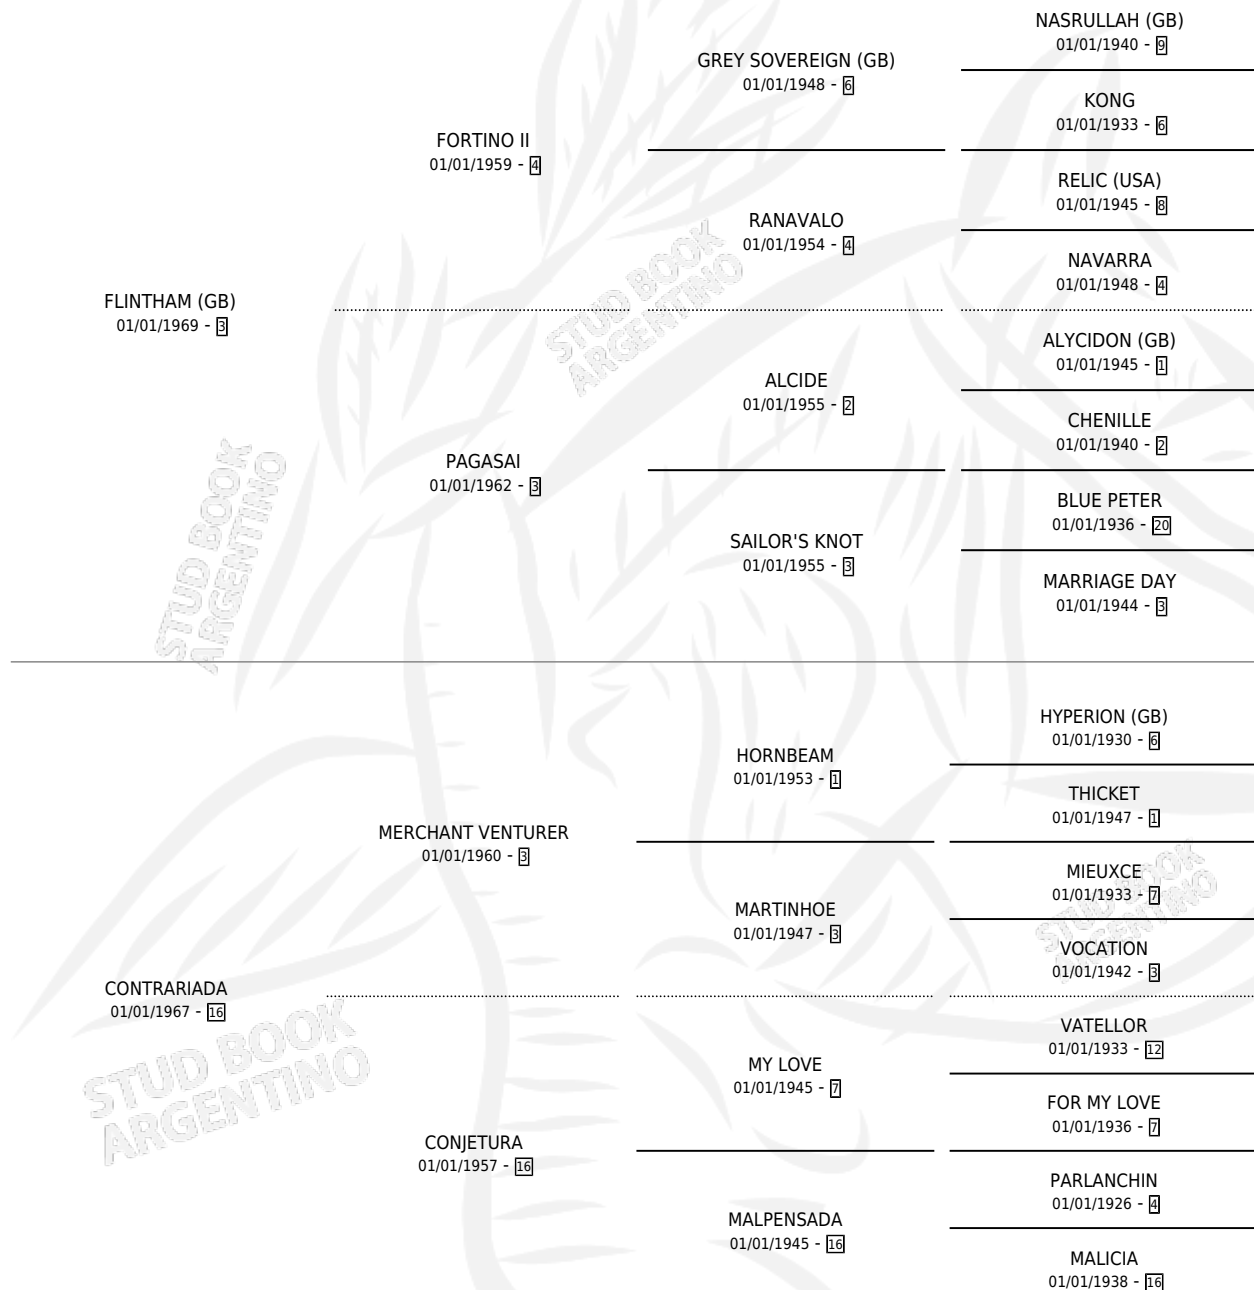 NASRULLAH (GB)
01/01/1940 - 9
GREY SOVEREIGN (GB)
01/01/1948 - 6
KONG
01/01/1933 - 6
FORTINO II
01/01/1959 - 4
RELIC (USA)
01/01/1945 - 8
RANAVALO
01/01/1954 - 4
NAVARRA
01/01/1948 - 4
FLINTHAM (GB)
01/01/1969 - 3
ALYCIDON (GB)
01/01/1945 - 1
ALCIDE
01/01/1955 - 2
CHENILLE
01/01/1940 - 2
PAGASAI
01/01/1962 - 3
BLUE PETER
01/01/1936 - 20
SAILOR'S KNOT
01/01/1955 - 3
MARRIAGE DAY
01/01/1944 - 3
HYPERION (GB)
01/01/1930 - 6
HORNBEAM
01/01/1953 - 1
THICKET
01/01/1947 - 1
MERCHANT VENTURER
01/01/1960 - 3
MIEUXCE
01/01/1933 - 7
MARTINHOE
01/01/1947 - 3
VOCATION
01/01/1942 - 3
CONTRARIADA
01/01/1967 - 16
VATELLOR
01/01/1933 - 12
MY LOVE
01/01/1945 - 7
FOR MY LOVE
01/01/1936 - 7
CONJETURA
01/01/1957 - 16
PARLANCHIN
01/01/1926 - 4
MALPENSADA
01/01/1945 - 16
MALICIA
01/01/1938 - 16
STUD BOOK
ARGENTINO
STUD BOOK
ARGENTINO
STUD BOOK
ARGENTINO
STUD BOOK
ARGENTINO